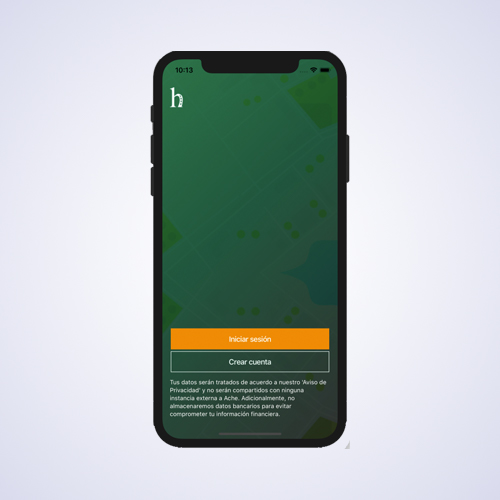 10:13
h
Iniciar sesión
Crear cuenta
Tus datos serán tratados de acuerdo a nuestro 'Aviso de
Privacidad' y no serán compartidos con ninguna
instancia externa a Ache. Adicionalmente, no
almacenaremos datos bancarios para evitar
comprometer tu información financiera.